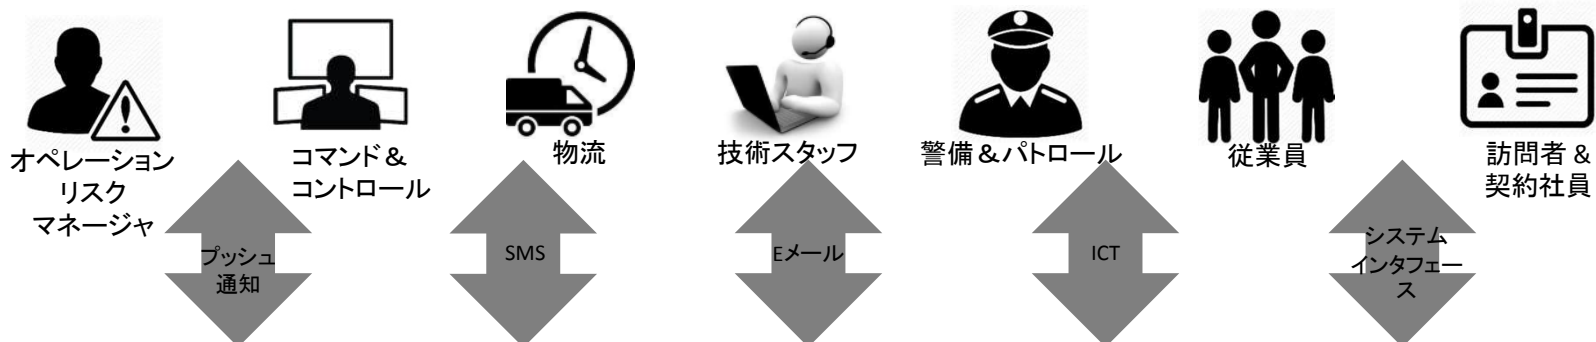 オペレーション
リスク
マネージャ
コマンド＆
コントロール
物流
技術スタッフ
警備＆パトロール
従業員
訪問者 &
契約社員
プッシュ
通知
SMS
Eメール
ICT
システム
インタフェー
ス